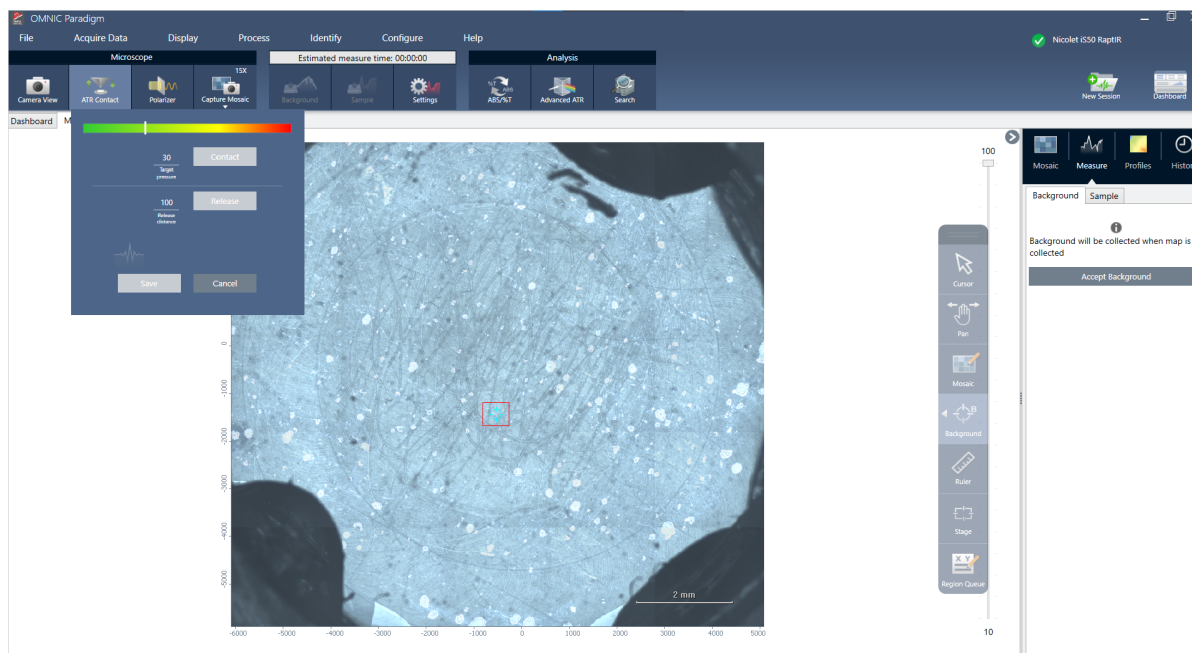 OMNIC Paradigm
File Acquire Data Display Process Identify Configure Help
Nicolet iS50 RaptIR
Microscope
Estimated measure time: 00:00:00
Analysis
15X
Camera View
ATR Contact
Polarizer
Capture Mosaic
Background
Sample
Settings
%T
ABS
ABS/%T
Advanced ATR
Search
New Session
Dashboard
Dashboard M
30
Target
pressure
Contact
100
Release
distance
Release
Save
Cancel
0
-1000
-2000
-3000
-4000
-5000
-6000 -5000 -4000 -3000 -2000 -1000 0 1000 2000 3000 4000 5000
2 mm
100
10
Cursor
Pan
Mosaic
B
Background
Ruler
Stage
X Y
Region Queue
Mosaic
Measure
Profiles
Histor
Background
Sample
Background will be collected when map is
collected
Accept Background